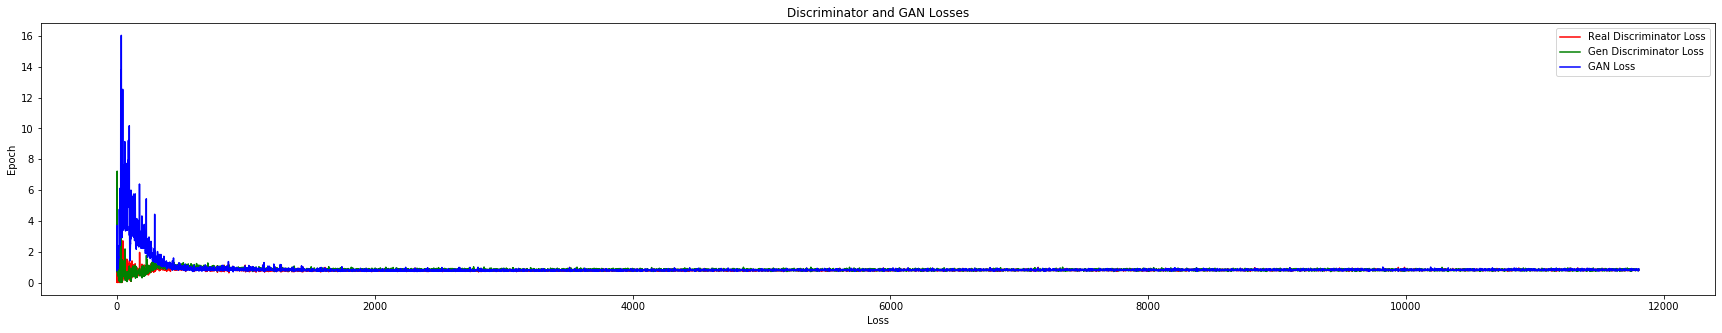 Discriminator and GAN Losses
Real Discriminator Loss
Gen Discriminator Loss
GAN Loss
Epoch
16
14
12
10
8
6
4
2
0
0 2000 4000 6000 8000 10000 12000
Loss